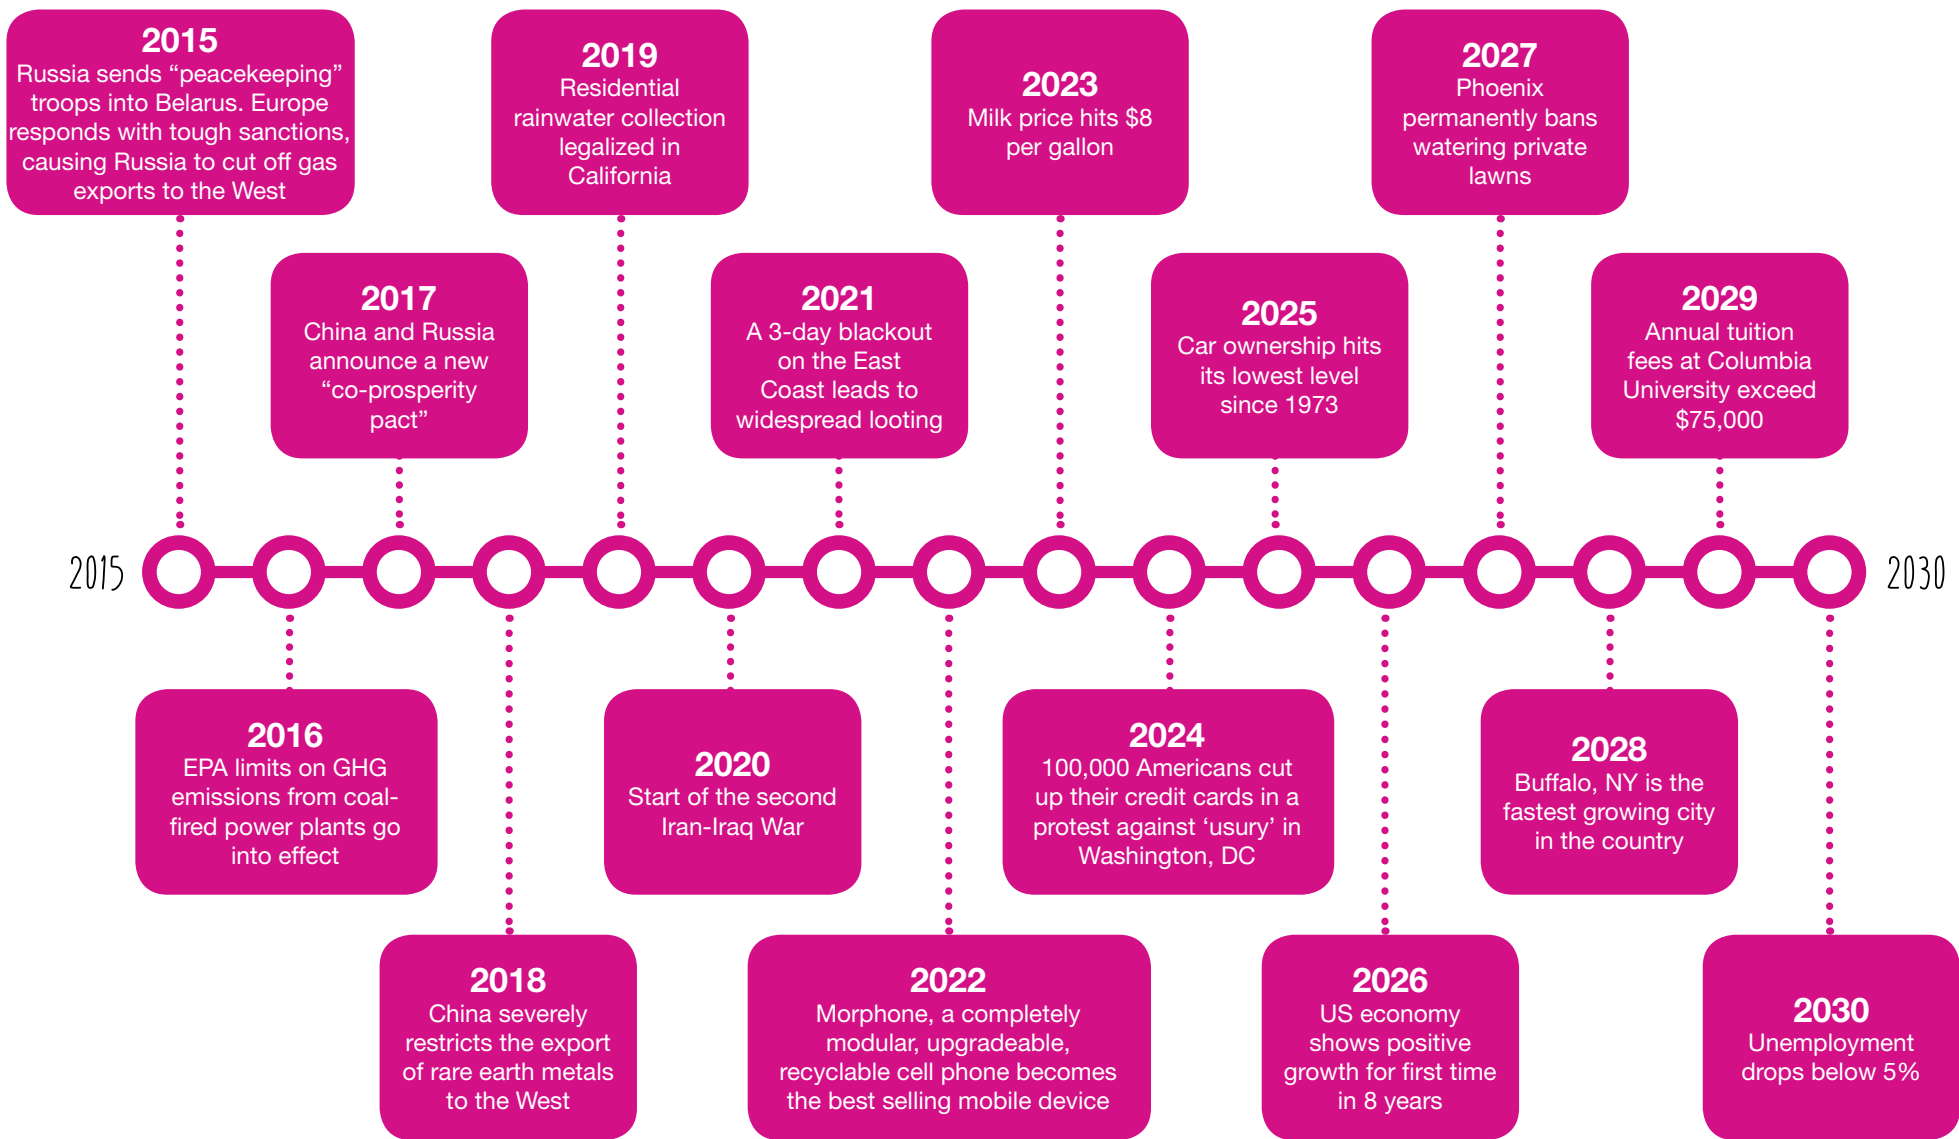 2015
Russia sends “peacekeeping”
troops into Belarus. Europe
responds with tough sanctions,
causing Russia to cut off gas
exports to the West
2019
Residential
rainwater collection
legalized in
California
2023
Milk price hits $8
per gallon
2027
Phoenix
permanently bans
watering private
lawns
2017
China and Russia
announce a new
“co-prosperity
pact”
2021
A 3-day blackout
on the East
Coast leads to
widespread looting
2025
Car ownership hits
its lowest level
since 1973
2029
Annual tuition
fees at Columbia
University exceed
$75,000
2015
2030
2016
EPA limits on GHG
emissions from coal-
fired power plants go
into effect
2020
Start of the second
Iran-Iraq War
2024
100,000 Americans cut
up their credit cards in a
protest against ‘usury’ in
Washington, DC
2028
Buffalo, NY is the
fastest growing city
in the country
2018
China severely
restricts the export
of rare earth metals
to the West
2022
Morphone, a completely
modular, upgradeable,
recyclable cell phone becomes
the best selling mobile device
2026
US economy
shows positive
growth for first time
in 8 years
2030
Unemployment
drops below 5%